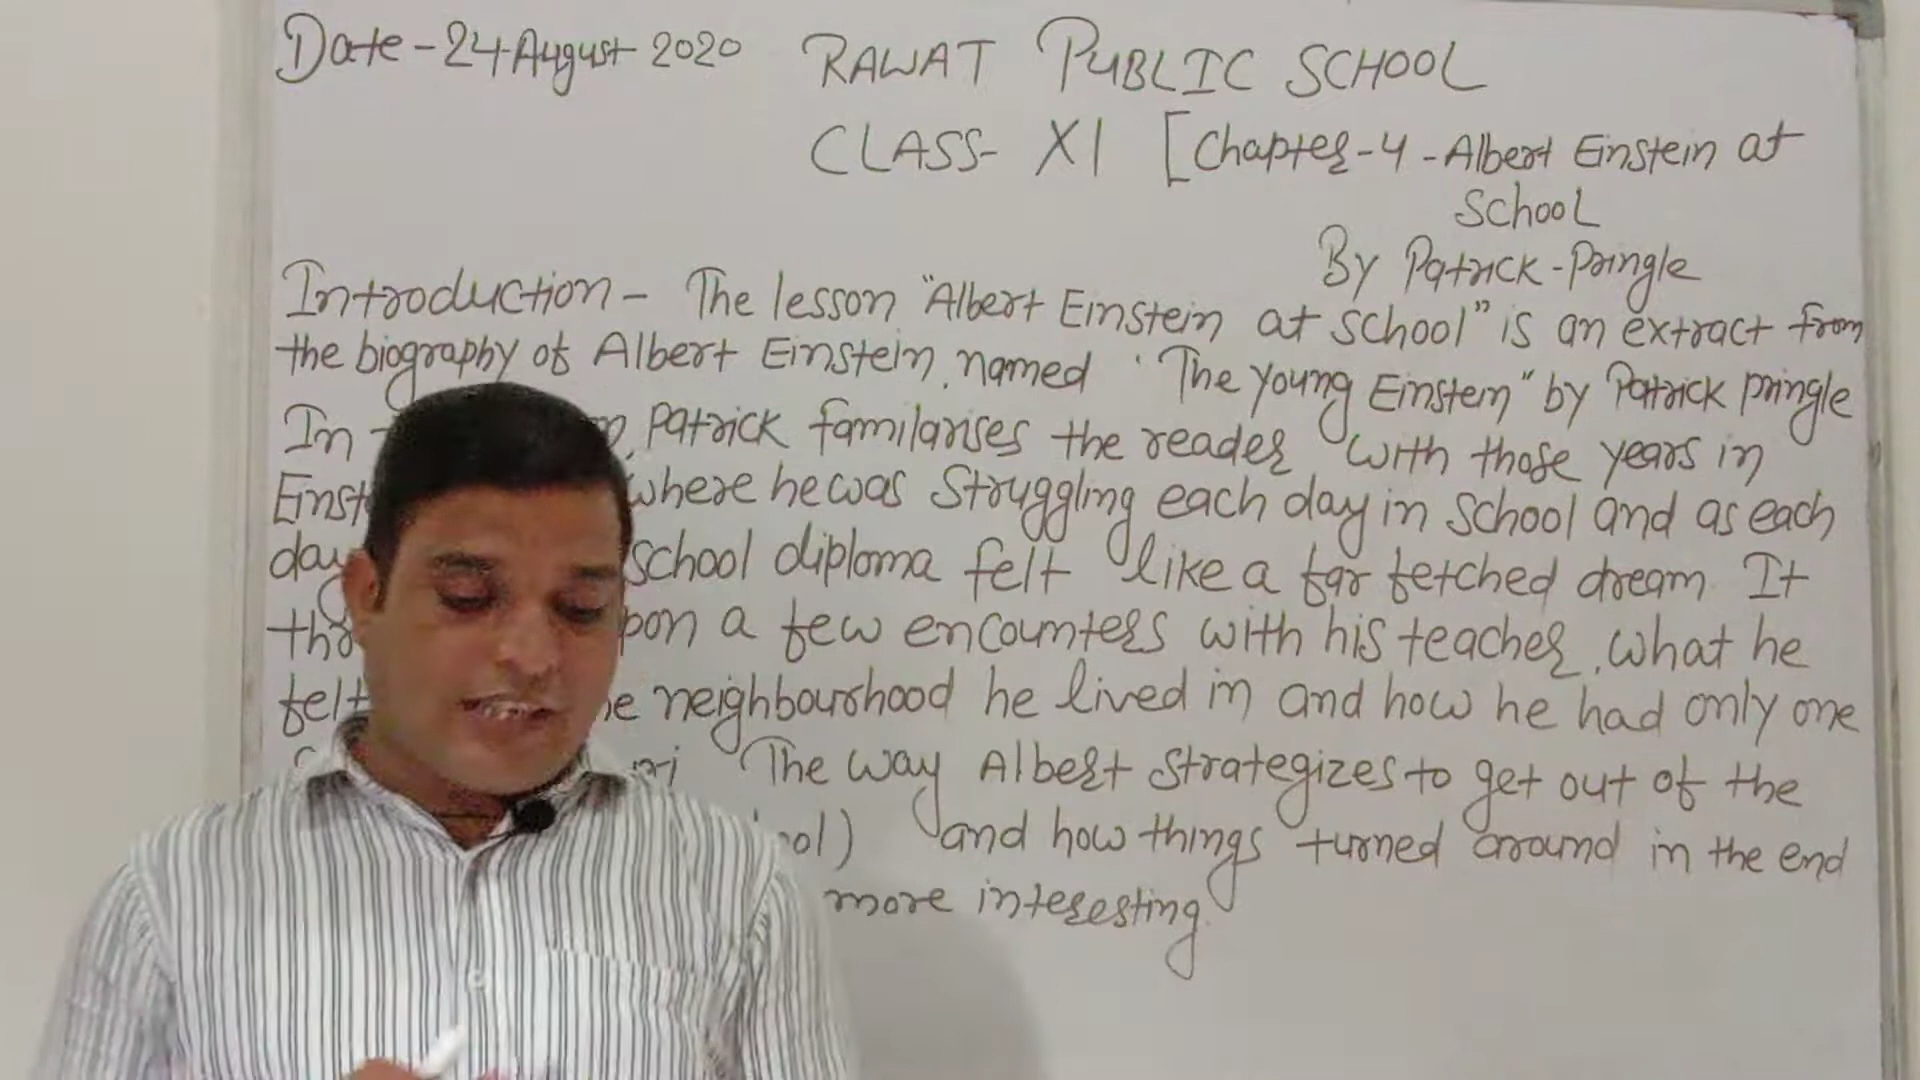 Date - 24 August 2020 RAWAT PUBLIC SCHOOL
CLASS- XI [Chapter-4 - Albert Einstein at
School
By Patrick-Pringle
Introduction - The lesson "Albert Einstein at School" is an extract from
the biography of Albert Einstein, named 'The young Einstein" by Patrick pringle
In Patrick familarises the reader with those years in
where he was Struggling each day in School and as each
day school diploma felt like a far fetched dream. It
a few encounters with his teacher, what he
felt neighbourhood he lived in and how he had only one
The way Albert strategizes to get out of the
and how things turned around in the end
more interesting.